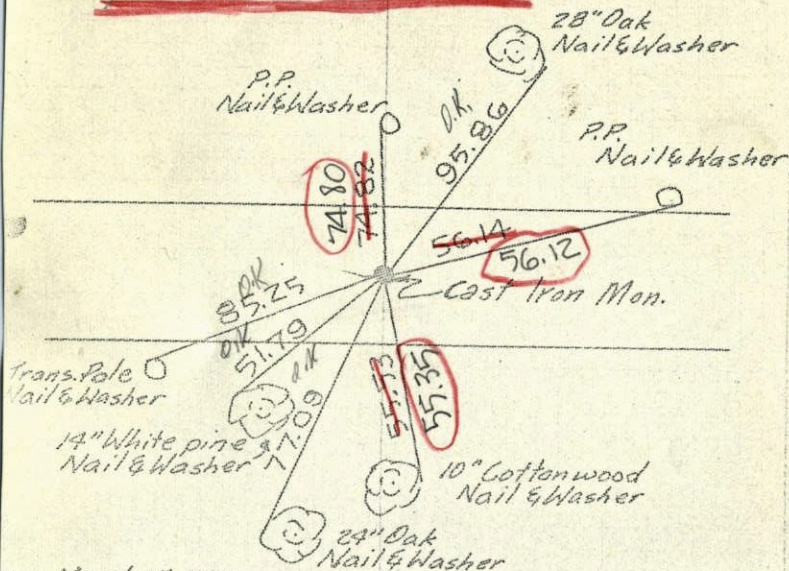 28" Oak
Nail & Washer
P.P.
Nail & Washer
P.P.
Nail & Washer
O.K.
95.86
74.80
74.82
56.14
56.12
Cast Iron Mon.
O.K
85.25
O.K
51.79
O.K
77.09
55.53
55.35
Trans. Pole
Nail & Washer
14" White pine
Nail & Washer
10" Cottonwood
Nail & Washer
24" Oak
Nail & Washer